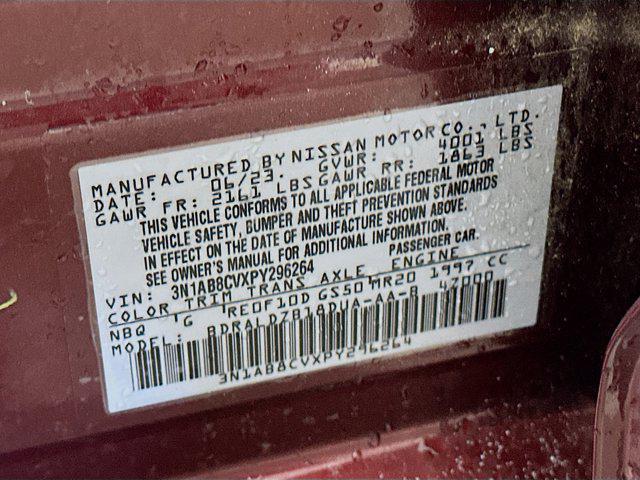 MANUFACTURED BY NISSAN MOTOR CO., LTD.
DATE: 06/23. GVWR: 4001 LBS
GAWR FR: 2161 LBS GAWR RR: 1863 LBS
THIS VEHICLE CONFORMS TO ALL APPLICABLE FEDERAL MOTOR
VEHICLE SAFETY, BUMPER AND THEFT PREVENTION STANDARDS
IN EFFECT ON THE DATE OF MANUFACTURE SHOWN ABOVE.
SEE OWNER'S MANUAL FOR ADDITIONAL INFORMATION.
VIN: 3N1AB8CVXPY296264 PASSENGER CAR.
COLOR TRIM TRANS AXLE ENGINE
NBQ G RE0F10D GS50 MR20 1997 CC
MODEL: BDRALDZB18DUA-AA-B 47000
3N1AB8CVXPY296264